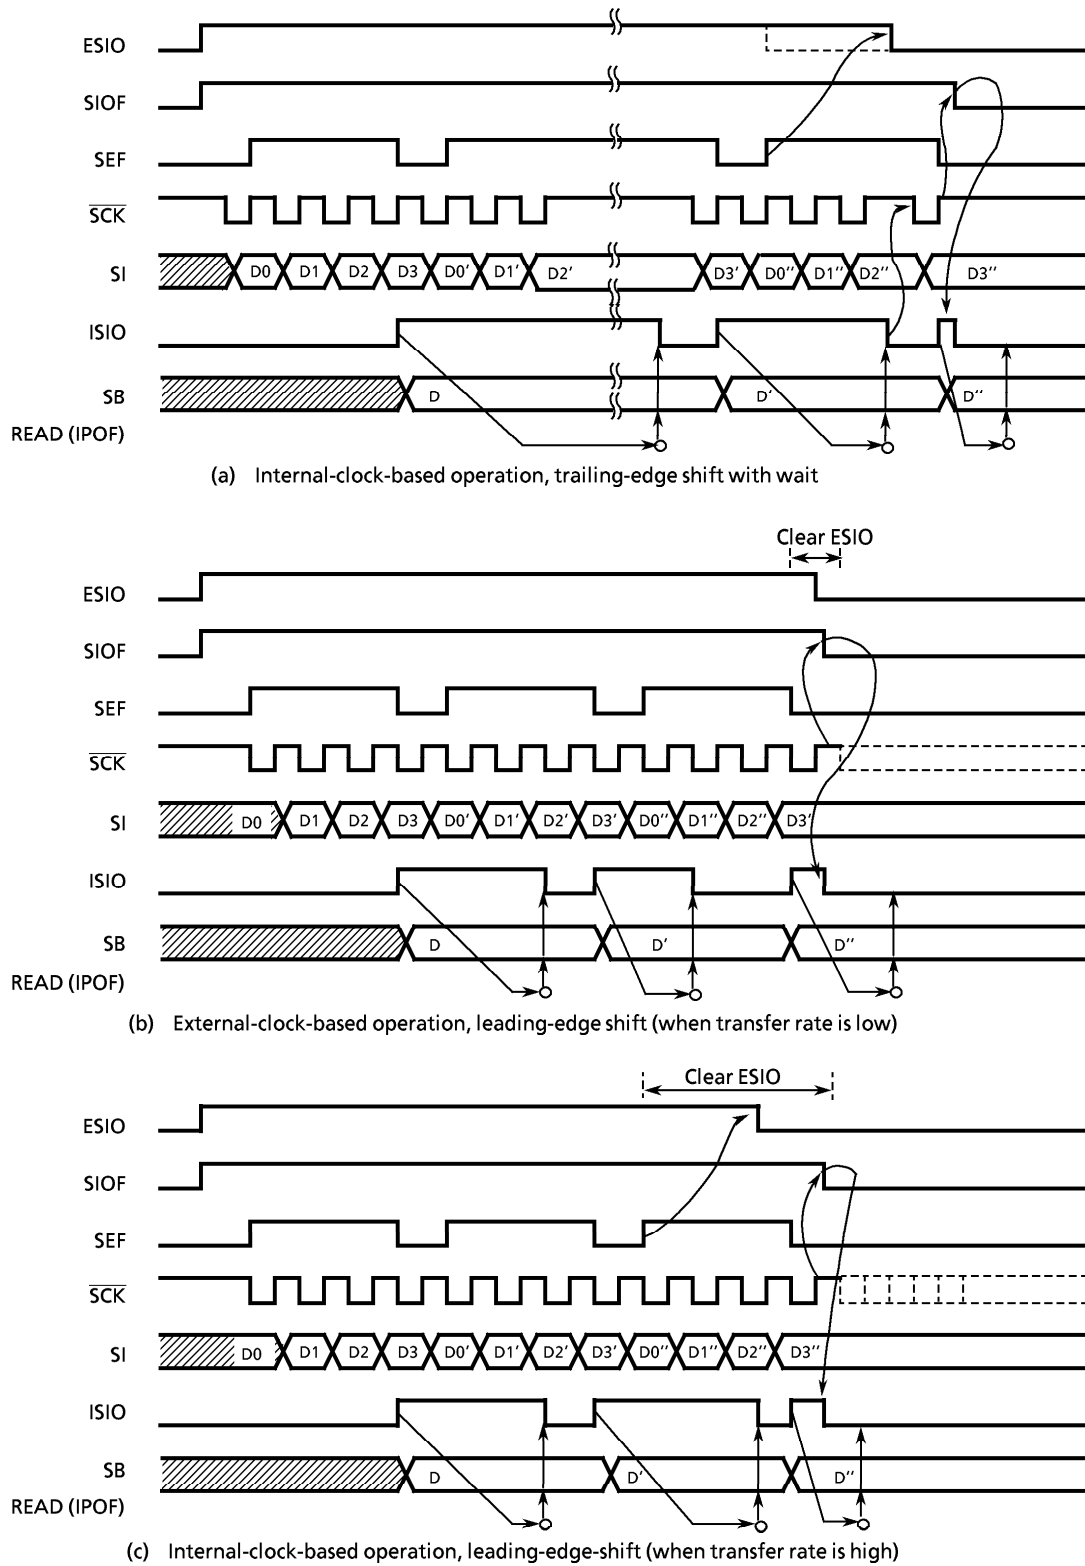 ESIO
SIOF
SEF
SCK
SI D0 D1 D2 D3 D0' D1' D2' D3' D0'' D1'' D2'' D3''
ISIO
SB D D' D''
READ (IPOF)
(a) Internal-clock-based operation, trailing-edge shift with wait
Clear ESIO
ESIO
SIOF
SEF
SCK
SI D0 D1 D2 D3 D0' D1' D2' D3' D0'' D1'' D2'' D3'
ISIO
SB D D' D''
READ (IPOF)
(b) External-clock-based operation, leading-edge shift (when transfer rate is low)
Clear ESIO
ESIO
SIOF
SEF
SCK
SI D0 D1 D2 D3 D0' D1' D2' D3' D0'' D1'' D2'' D3''
ISIO
SB D D' D''
READ (IPOF)
(c) Internal-clock-based operation, leading-edge-shift (when transfer rate is high)